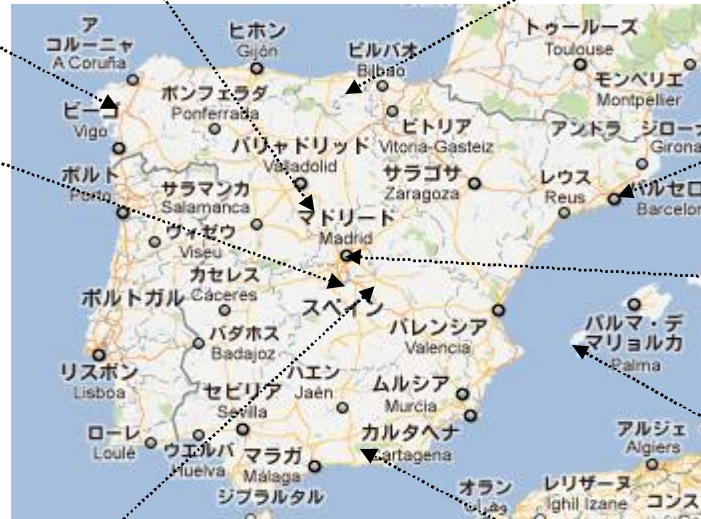 ア
コルーニャ
A Coruña
ヒホン
Gijón
ビルバオ
Bilbao
トゥールーズ
Toulouse
モンペリエ
Montpellier
ポンフェラダ
Ponferrada
ビーゴ
Vigo
ビトリア
Vitoria-Gasteiz
アンドラ
ジローナ
Girona
バリャドリッド
Valladolid
ポルト
Porto
サラマンカ
Salamanca
サラゴサ
Zaragoza
レウス
Reus
バルセロ
Barcelon
マドリード
Madrid
ヴィゼウ
Viseu
カセレス
Cáceres
ポルトガル
スペイン
バレンシア
Valencia
パルマ・デ
マリョルカ
Palma
バダホス
Badajoz
リスボン
Lisboa
ハエン
Jaén
セビリア
Sevilla
ムルシア
Murcia
カルタヘナ
Cartagena
ローレ
Loulé
ウエルバ
Huelva
マラガ
Málaga
ジブラルタル
アルジェ
Algiers
オラン
وهران
レリザーヌ
Ighil Izane
コンス